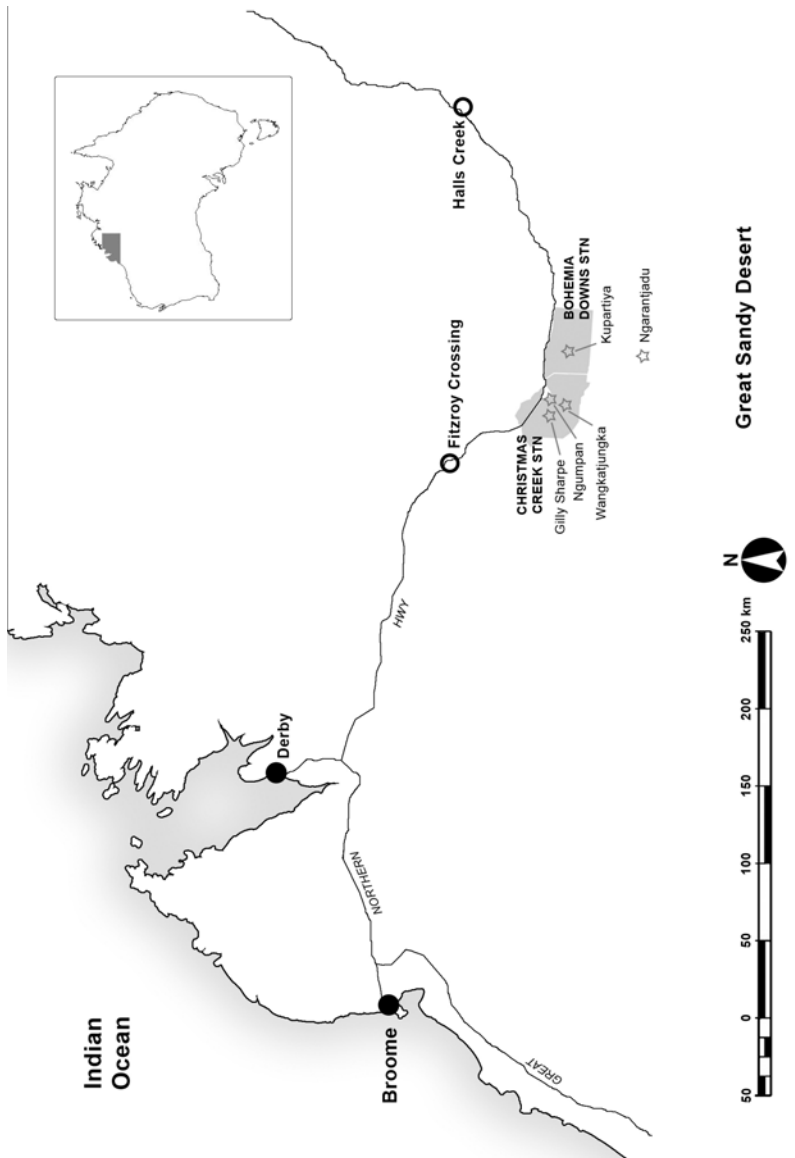 Indian
Ocean
Broome
Derby
GREAT
NORTHERN
HWY
Fitzroy Crossing
Halls Creek
CHRISTMAS
CREEK STN
Gilly Sharpe
Ngumpan
Wangkatjungka
BOHEMIA
DOWNS STN
Kupartiya
Ngarantjadu
Great Sandy Desert
50 0 50 100 150 200 250 km
N